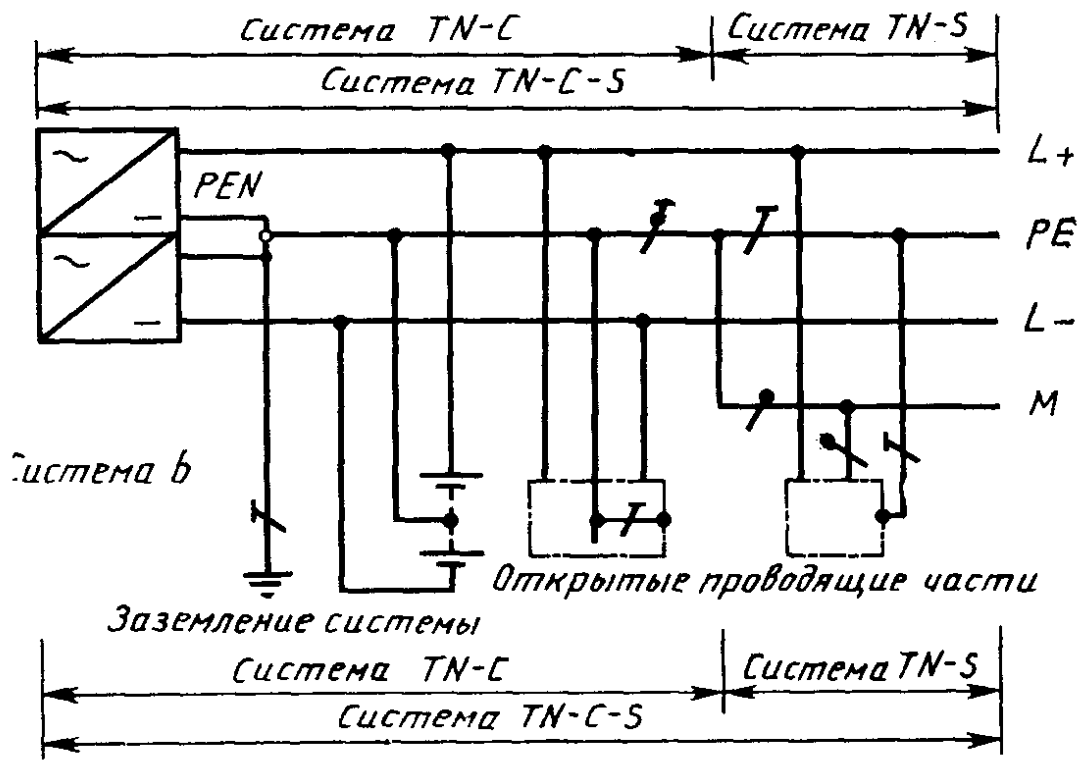 Система TN-C
Система TN-S
Система TN-C-S
L+
PEN
PE
L-
M
Система b
Открытые проводящие части
Заземление системы
Система TN-C
Система TN-S
Система TN-C-S